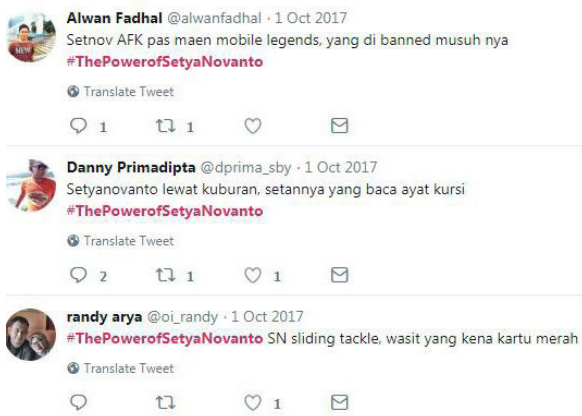 Alwan Fadhal @alwanfadhal · 1 Oct 2017
Setnov AFK pas maen mobile legends, yang di banned musuh nya
#ThePowerofSetyaNovanto
Translate Tweet
1 1
Danny Primadipta @dprima_sby · 1 Oct 2017
Setyanovanto lewat kuburan, setannya yang baca ayat kursi
#ThePowerofSetyaNovanto
Translate Tweet
2 1 1
randy arya @oi_randy · 1 Oct 2017
#ThePowerofSetyaNovanto SN sliding tackle, wasit yang kena kartu merah
Translate Tweet
1